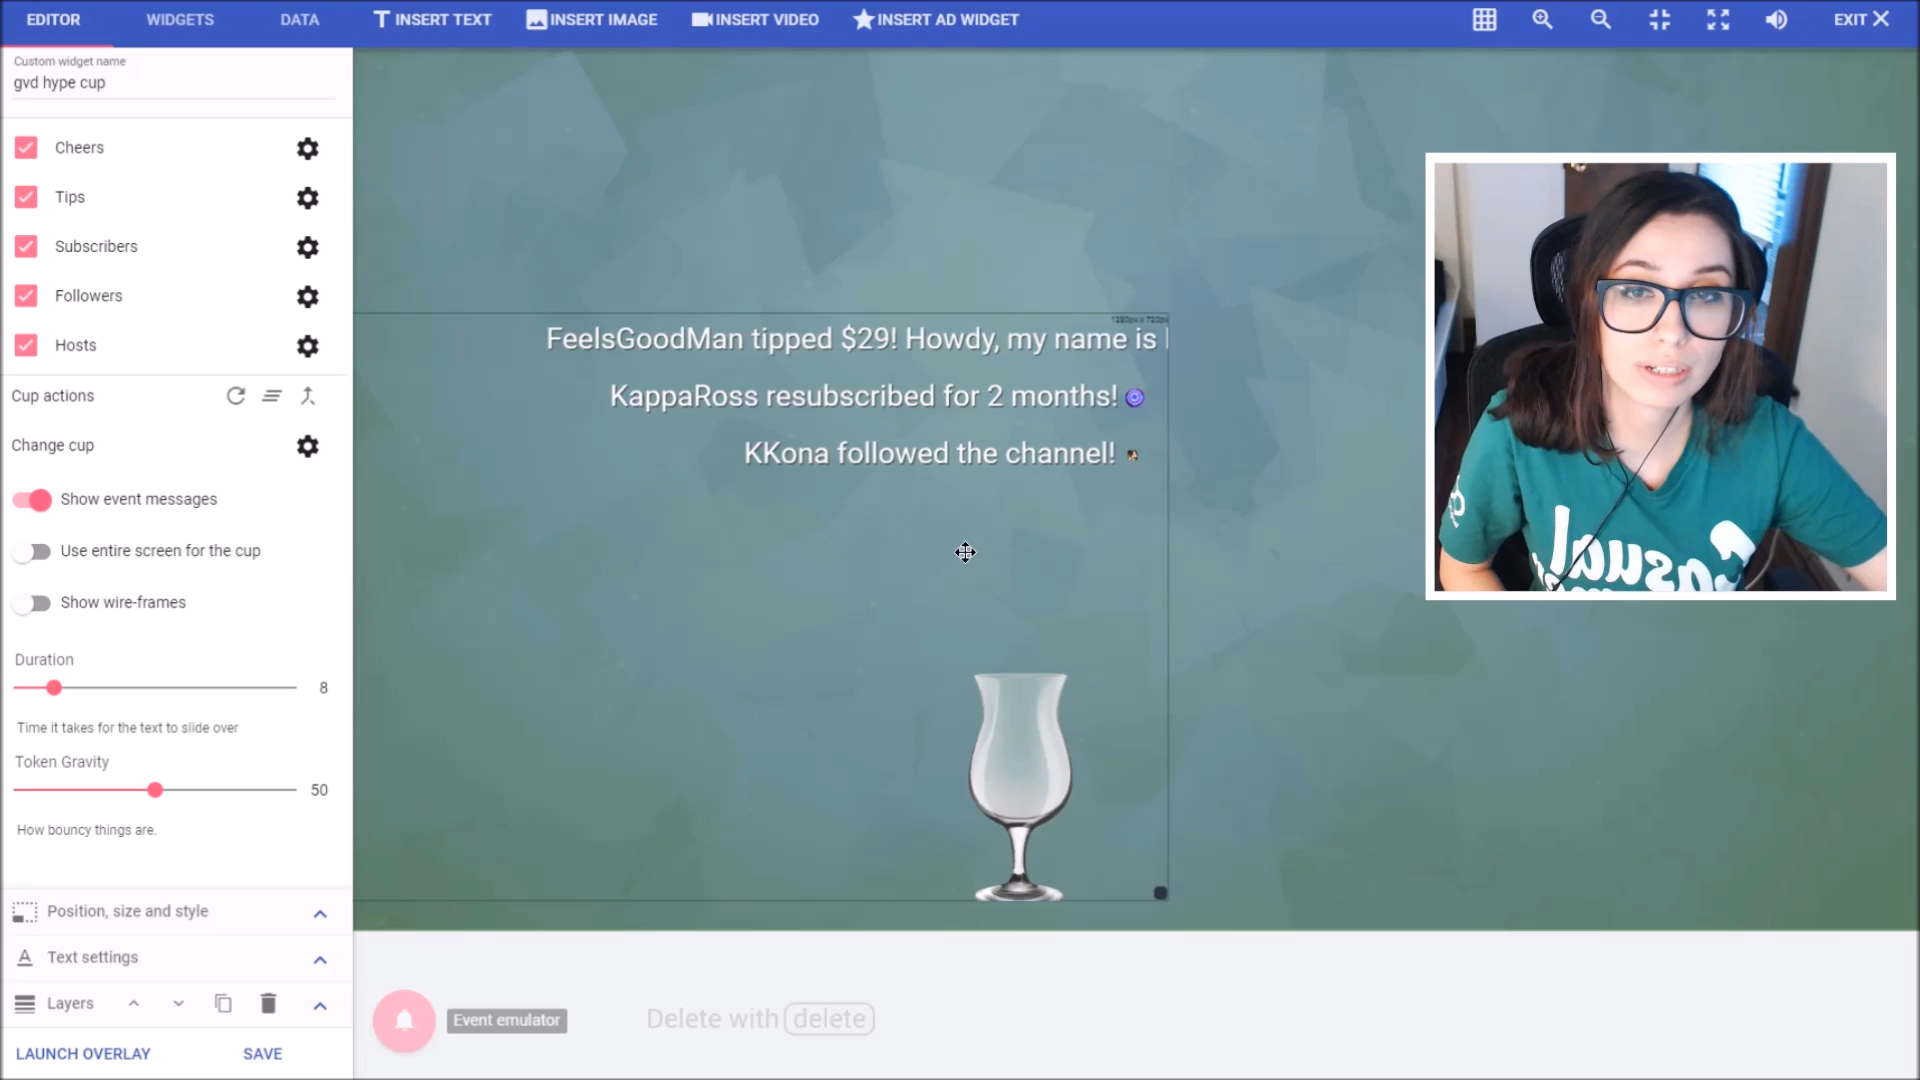 EDITOR WIDGETS DATA INSERT TEXT INSERT IMAGE INSERT VIDEO INSERT AD WIDGET EXIT
Custom widget name
gvd hype cup
Cheers
Tips
Subscribers
Followers
Hosts
Cup actions
Change cup
Show event messages
Use entire screen for the cup
Show wire-frames
Duration
8
Time it takes for the text to slide over
Token Gravity
50
How bouncy things are.
Position, size and style
Text settings
Layers
LAUNCH OVERLAY SAVE
1280px x 720px
FeelsGoodMan tipped $29! Howdy, my name is
KappaRoss resubscribed for 2 months!
KKona followed the channel!
Event emulator
Delete with delete
Casual